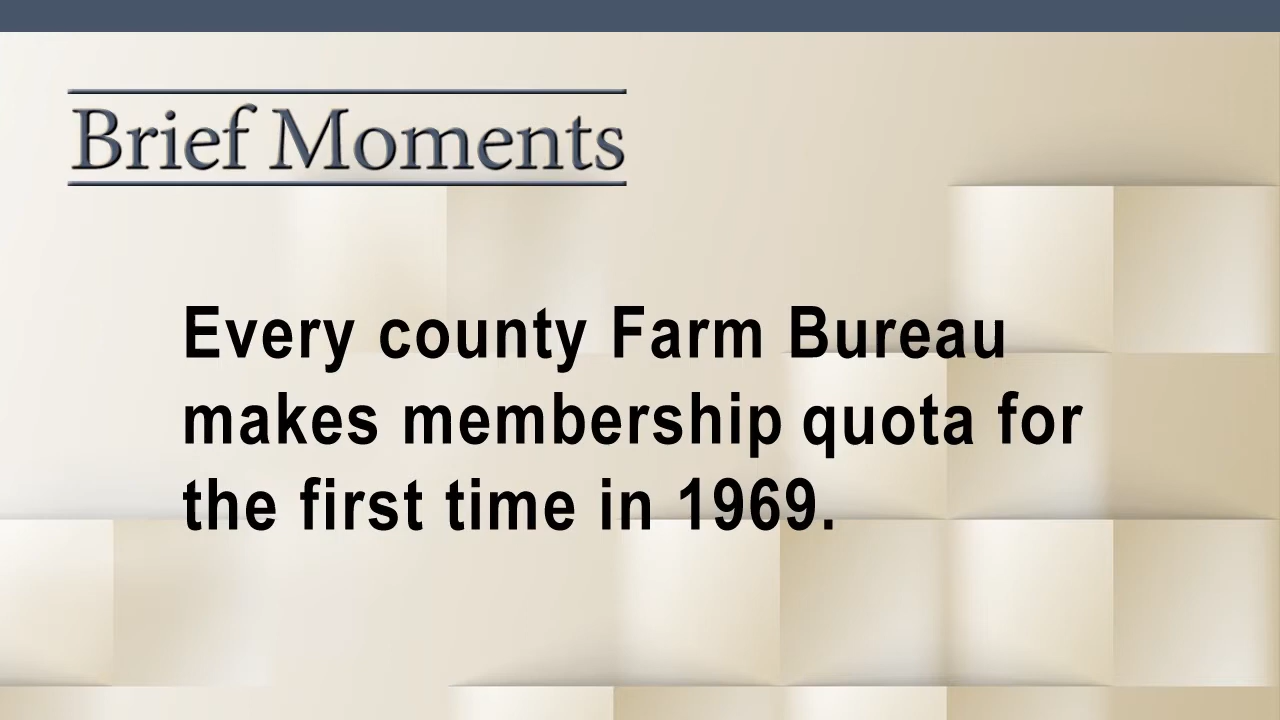 Brief Moments
Every county Farm Bureau
makes membership quota for
the first time in 1969.